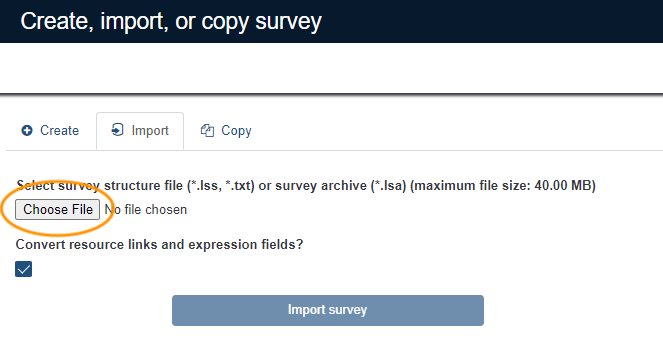 Create, import, or copy survey
Create Import Copy
Select survey structure file (*.lss, *.txt) or survey archive (*.lsa) (maximum file size: 40.00 MB)
Choose File No file chosen
Convert resource links and expression fields?
Import survey